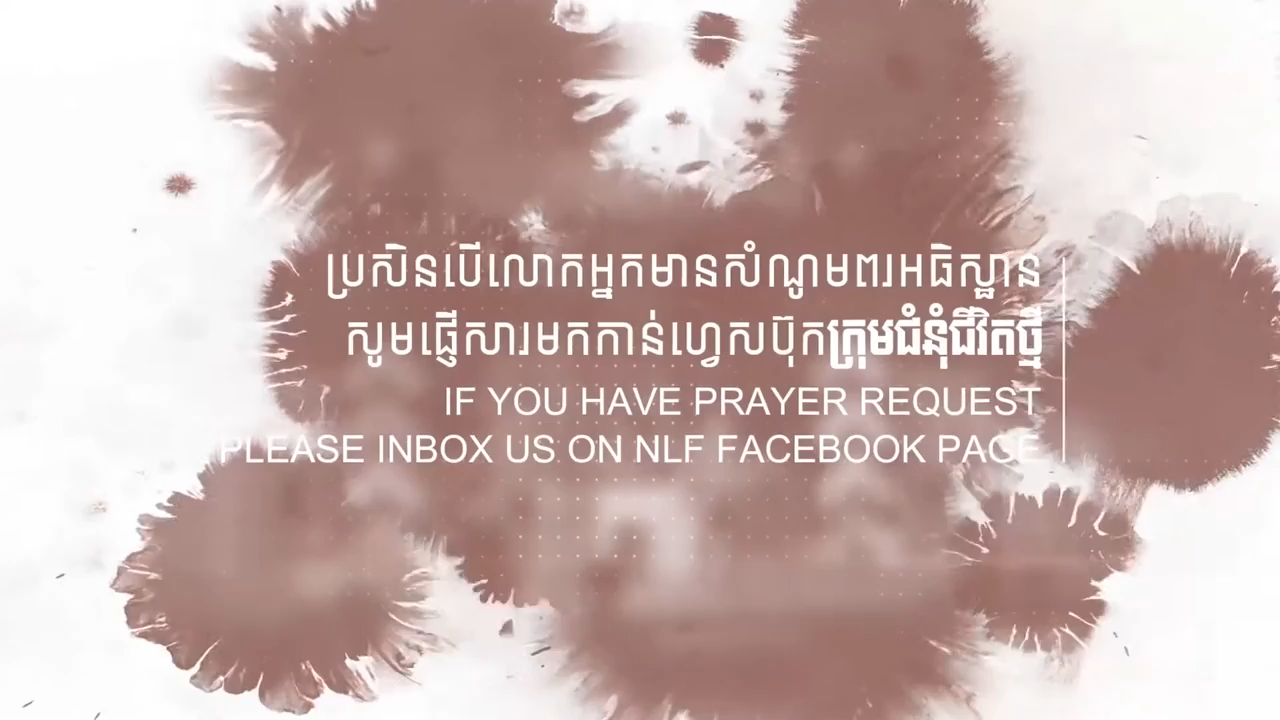 ប្រសិនបើលោកអ្នកមានសំណូមពរអធិស្ឋាន
សូមផ្ញើសារមកកាន់ហ្វេសប៊ុកក្រុមជំនុំជីវិតថ្មី
IF YOU HAVE PRAYER REQUEST
PLEASE INBOX US ON NLF FACEBOOK PAGE